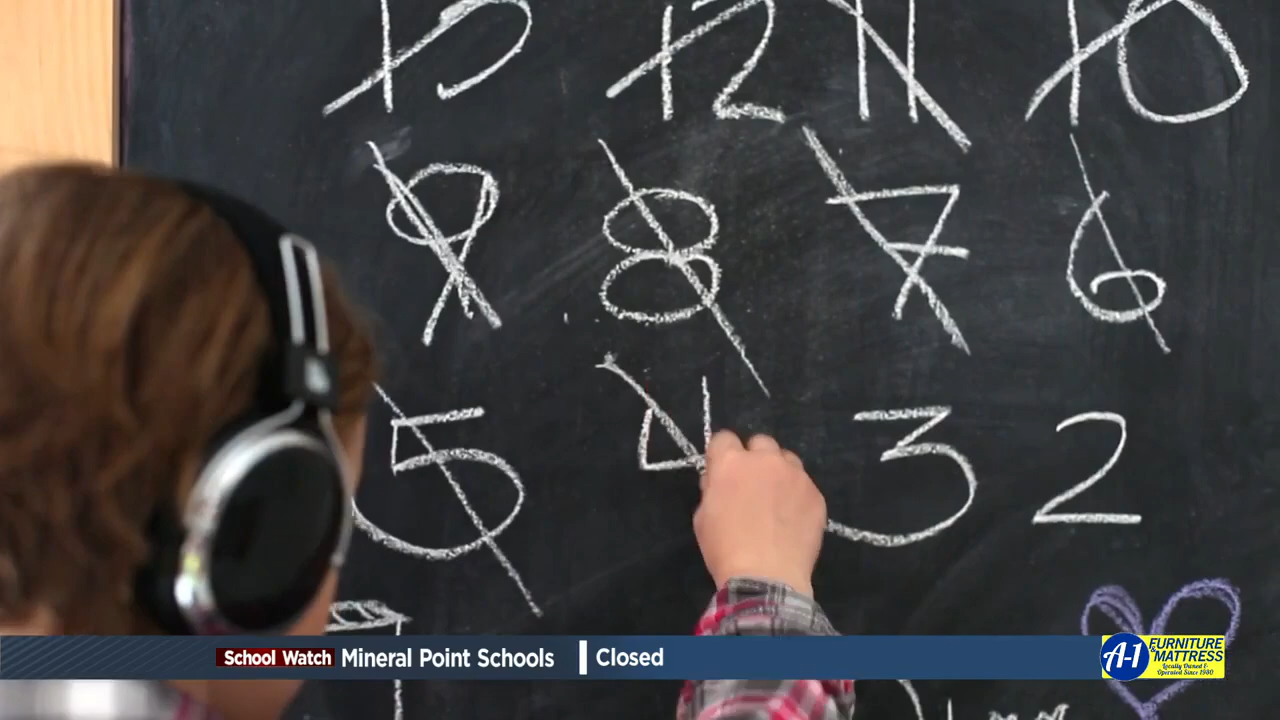 12 11 10
9 8 7 6
5 4 3 2
School Watch Mineral Point Schools Closed
A-1 FURNITURE & MATTRESS
Locally Owned & Operated Since 1980